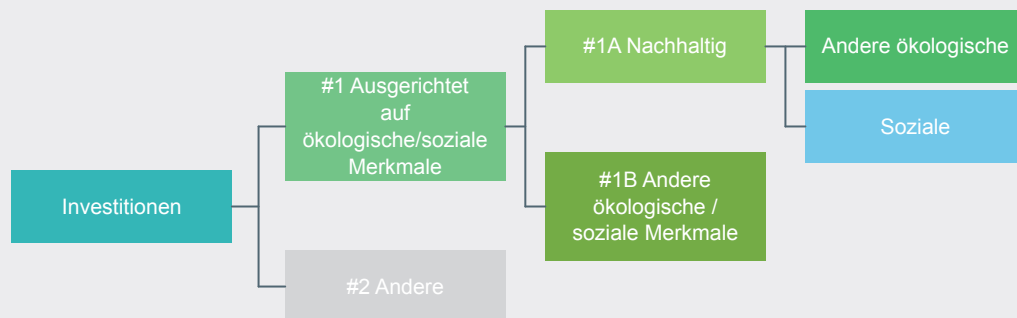 Investitionen
#1 Ausgerichtet
auf
ökologische/soziale
Merkmale
#2 Andere
#1A Nachhaltig
#1B Andere
ökologische /
soziale Merkmale
Andere ökologische
Soziale